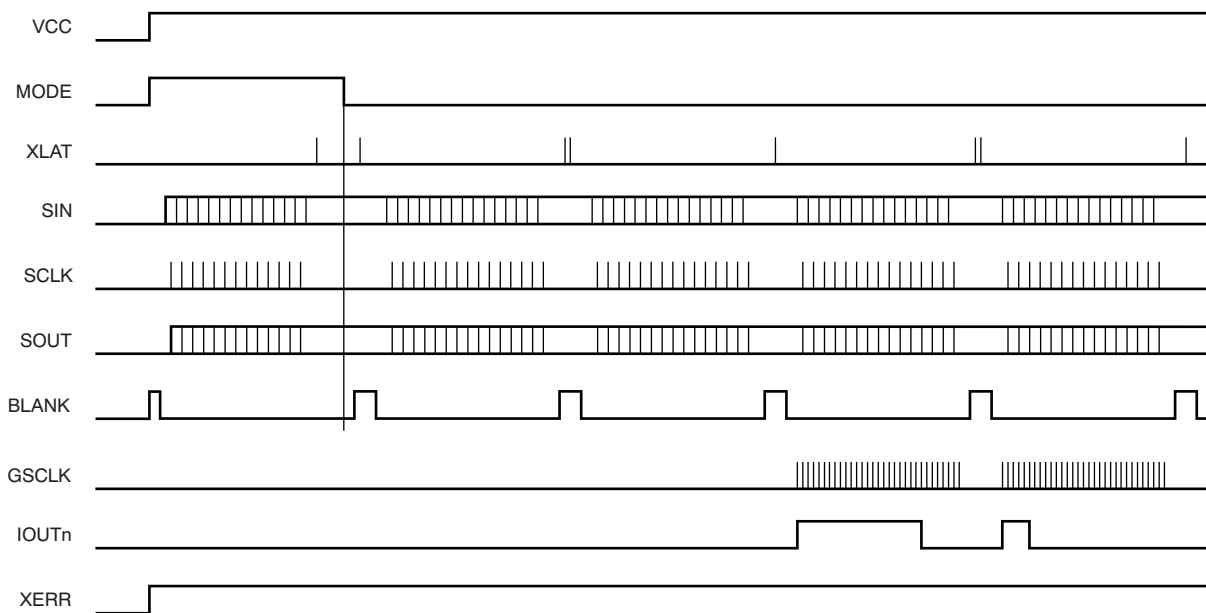 VCC
MODE
XLAT
SIN
SCLK
SOUT
BLANK
GSCLK
IOUTn
XERR